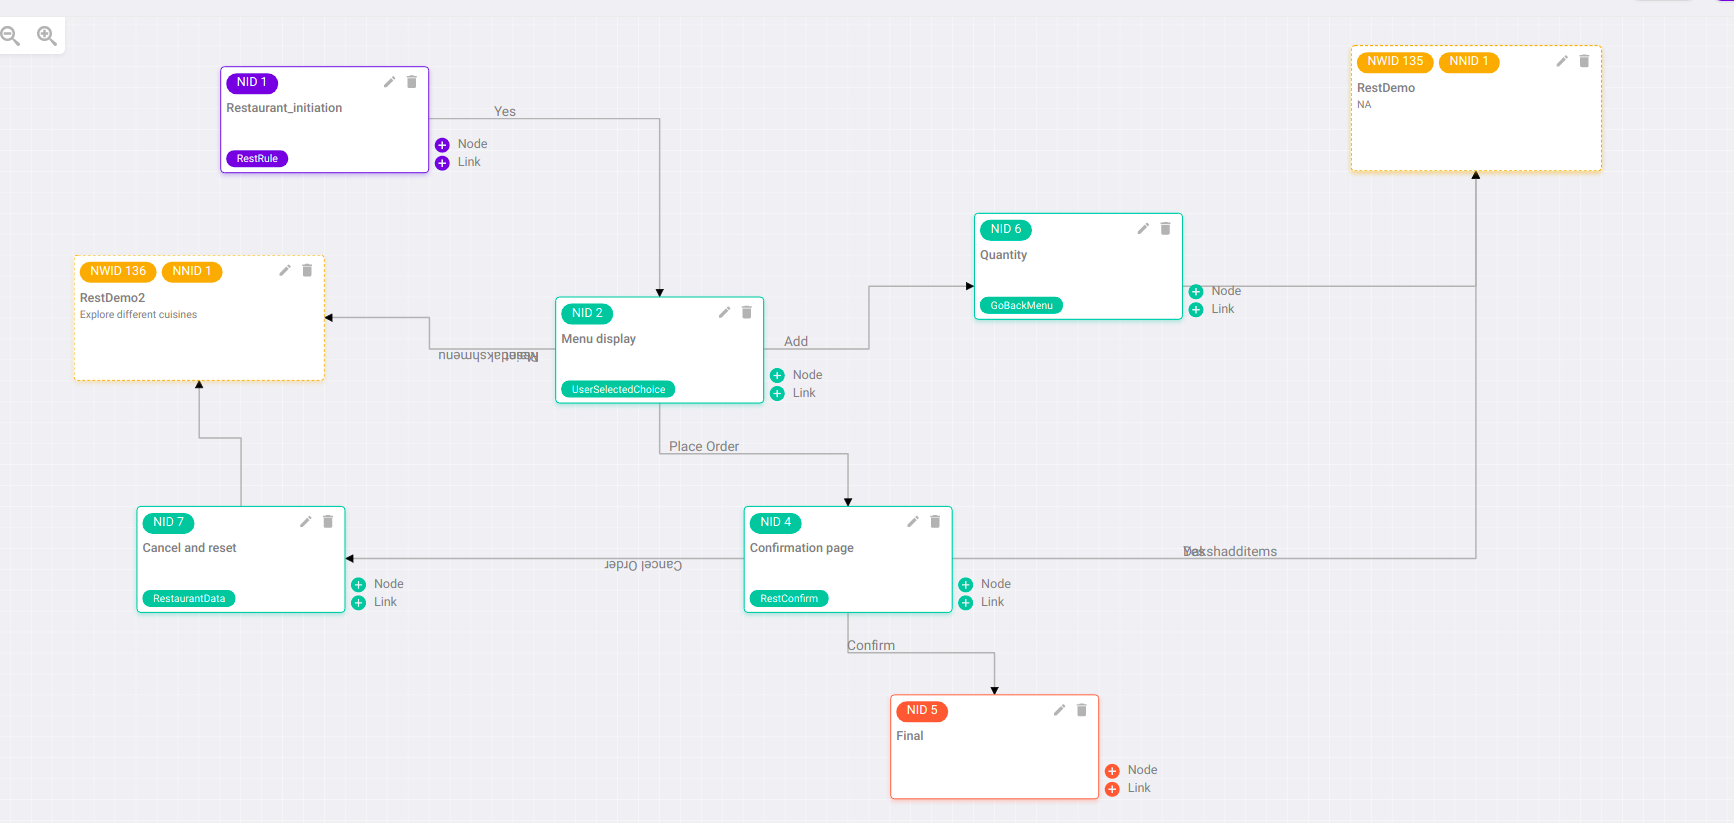 NID 1
Restaurant_initiation
RestRule
Node
Link
Yes
NWID 135 NNID 1
RestDemo
NA
NID 6
Quantity
GoBackMenu
Node
Link
NWID 136 NNID 1
RestDemo2
Explore different cuisines
NID 2
Menu display
UserSelectedChoice
Node
Link
Add
Place Order
NID 7
Cancel and reset
RestaurantData
Node
Link
Cancel Order
NID 4
Confirmation page
RestConfirm
Node
Link
Confirm
NID 5
Final
Node
Link